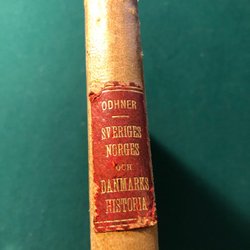 ODHNER
SVERIGES
NORGES
OCH
DANMARKS
HISTORIA